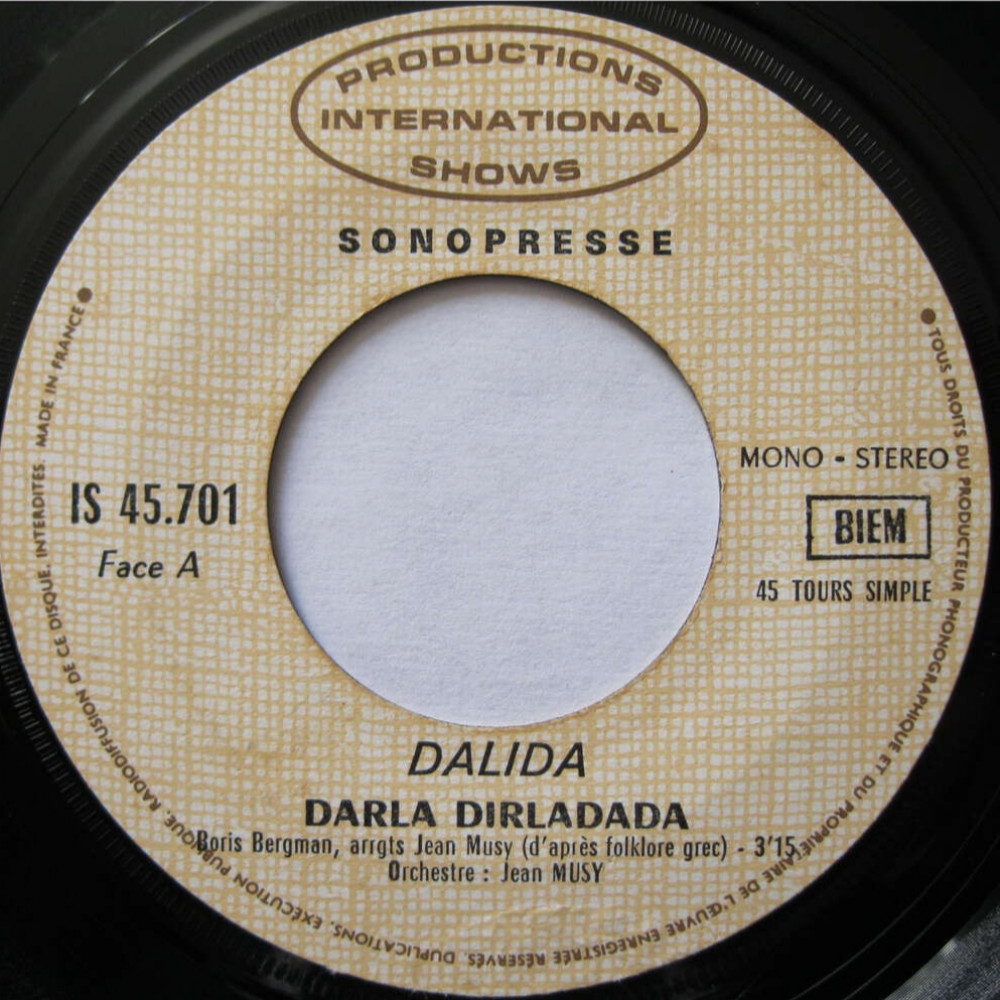 PRODUCTIONS
INTERNATIONAL
SHOWS
SONOPRESSE
IS 45.701
Face A
MONO - STEREO
BIEM
45 TOURS SIMPLE
DALIDA
DARLA DIRLADADA
Boris Bergman, arrgts Jean Musy (d'après folklore grec) - 3'15
Orchestre : Jean MUSY
TOUS DROITS DU PRODUCTEUR PHONOGRAPHIQUE ET DU PROPRIÉTAIRE DE L'ŒUVRE ENREGISTRÉE RÉSERVÉS. DUPLICATIONS, EXÉCUTION PUBLIQUE, RADIODIFFUSION DE CE DISQUE, INTERDITES. MADE IN FRANCE